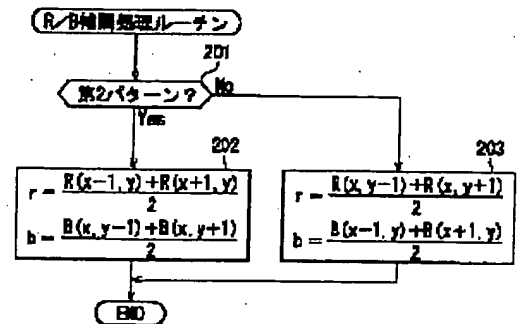 R/B補間処理ルーチン
201
第2パターン?
No
Yes
202
r = R(x-1, y)+R(x+1, y) / 2
b = B(x, y-1)+B(x, y+1) / 2
203
r = R(x, y-1)+R(x, y+1) / 2
b = B(x-1, y)+B(x+1, y) / 2
END